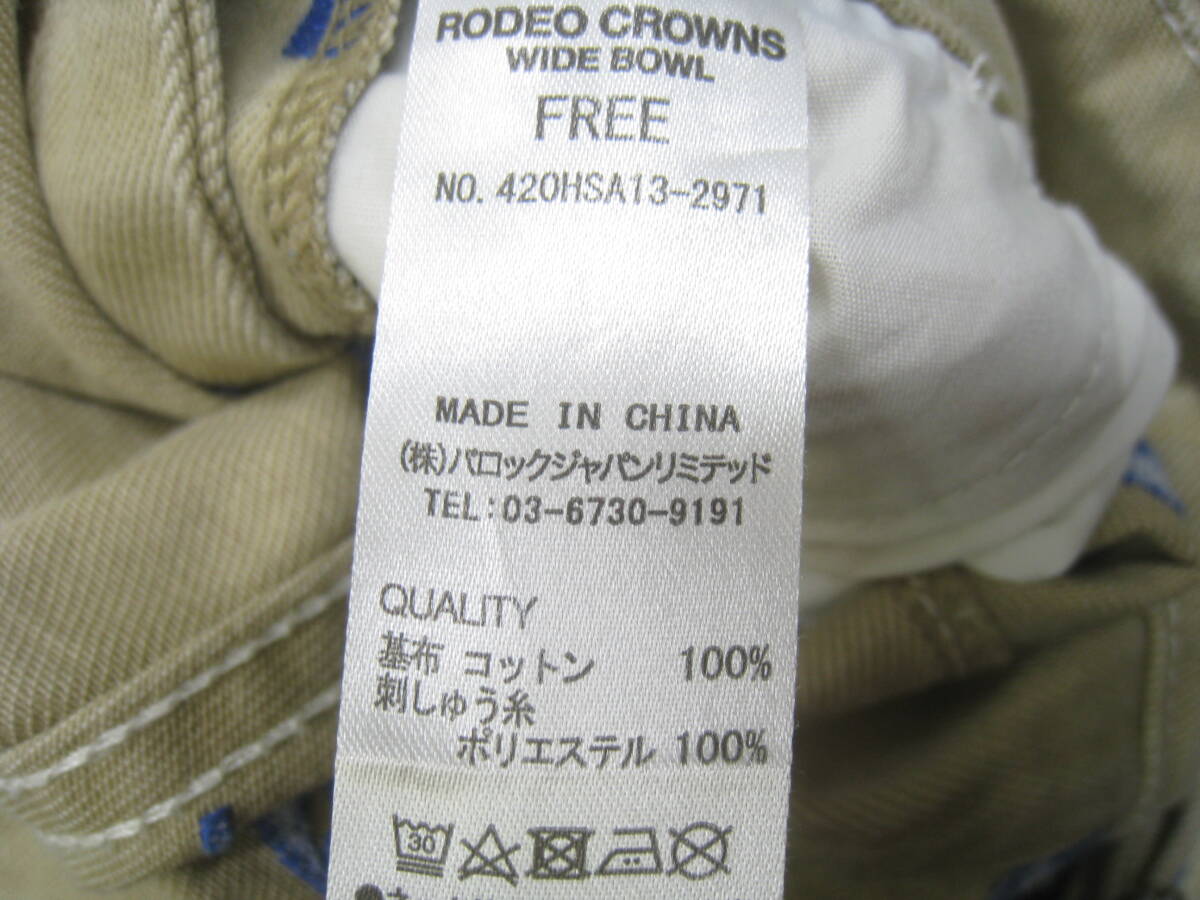 RODEO CROWNS
WIDE BOWL
FREE
NO. 420HSA13-2971
MADE IN CHINA
(株)バロックジャパンリミテッド
TEL:03-6730-9191
QUALITY
基布 コットン 100%
刺しゅう糸
ポリエステル 100%
30